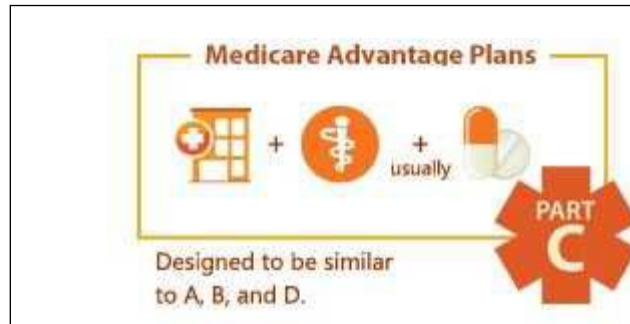 Medicare Advantage Plans
+ + usually
PART
C
Designed to be similar
to A, B, and D.